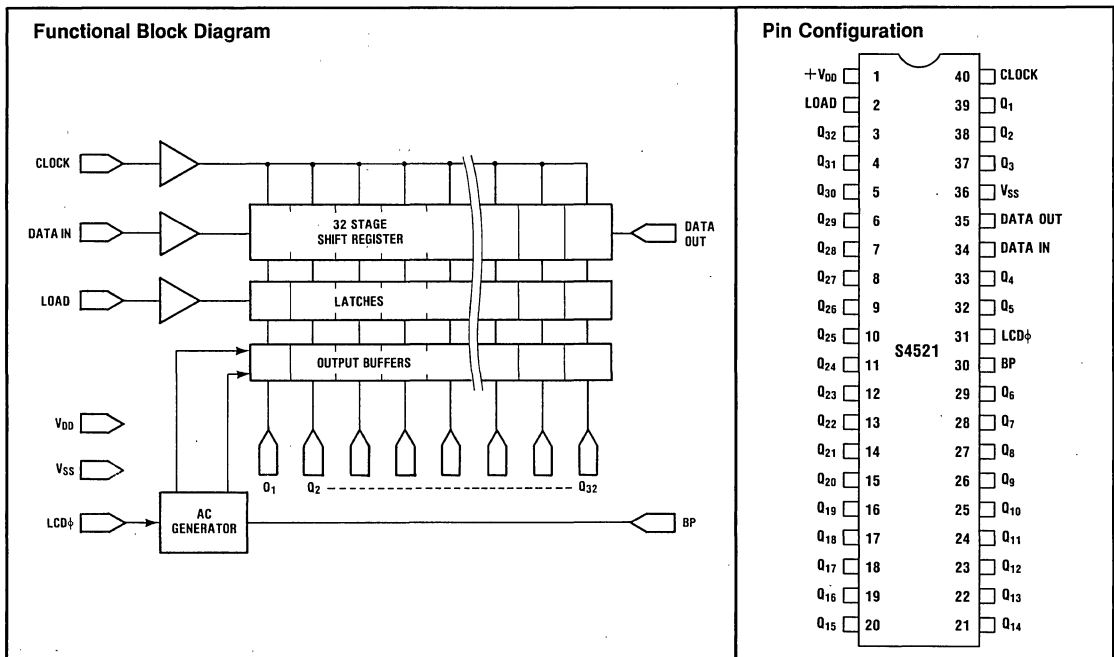 Functional Block Diagram
CLOCK
DATA IN
32 STAGE
SHIFT REGISTER
DATA
OUT
LOAD
LATCHES
OUTPUT BUFFERS
VDD
VSS
Q1 Q2 Q32
LCDϕ
AC
GENERATOR
BP
Pin Configuration
+VDD 1 40 CLOCK
LOAD 2 39 Q1
Q32 3 38 Q2
Q31 4 37 Q3
Q30 5 36 VSS
Q29 6 35 DATA OUT
Q28 7 34 DATA IN
Q27 8 33 Q4
Q26 9 32 Q5
Q25 10 31 LCDϕ
S4521
Q24 11 30 BP
Q23 12 29 Q6
Q22 13 28 Q7
Q21 14 27 Q8
Q20 15 26 Q9
Q19 16 25 Q10
Q18 17 24 Q11
Q17 18 23 Q12
Q16 19 22 Q13
Q15 20 21 Q14